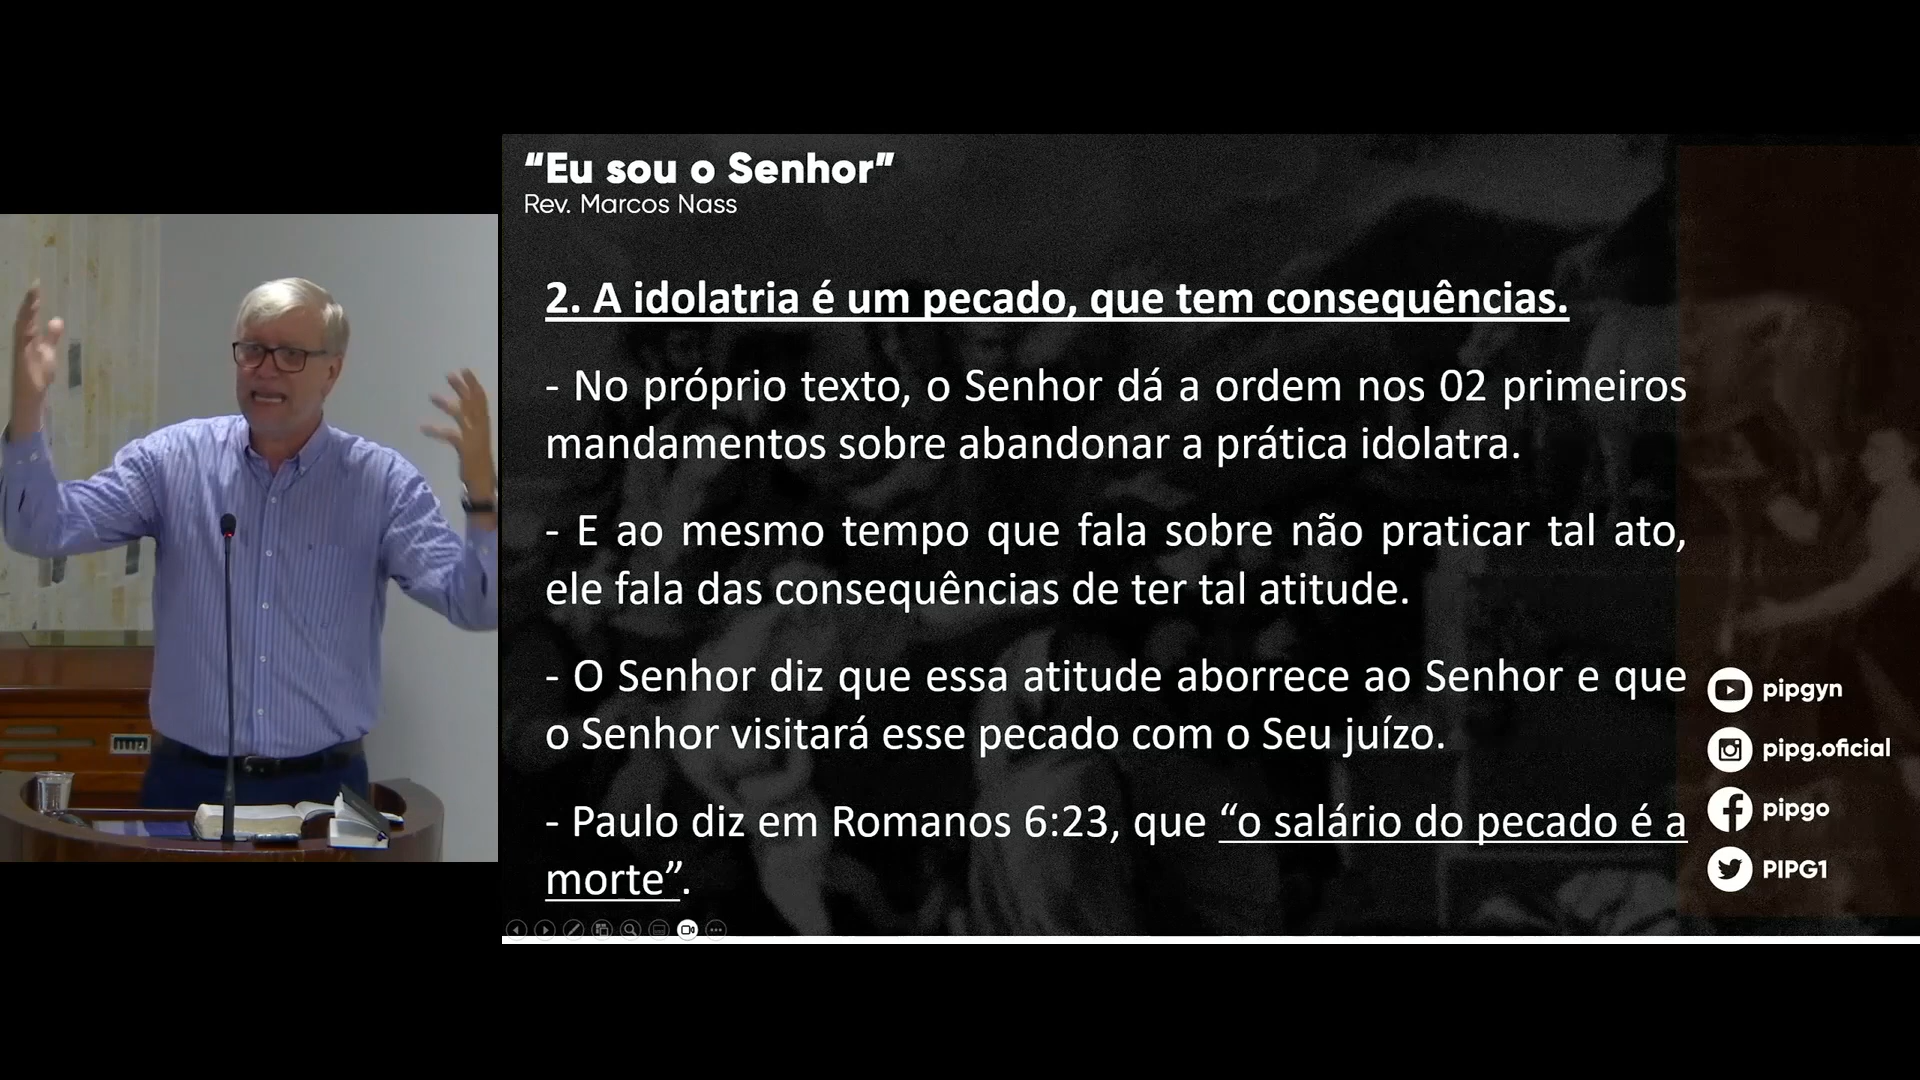 “Eu sou o Senhor”
Rev. Marcos Nass
2. A idolatria é um pecado, que tem consequências.
- No próprio texto, o Senhor dá a ordem nos 02 primeiros
mandamentos sobre abandonar a prática idolatra.
- E ao mesmo tempo que fala sobre não praticar tal ato,
ele fala das consequências de ter tal atitude.
- O Senhor diz que essa atitude aborrece ao Senhor e que
o Senhor visitará esse pecado com o Seu juízo.
- Paulo diz em Romanos 6:23, que “o salário do pecado é a
morte”.
pipgyn
pipg.oficial
pipgo
PIPG1